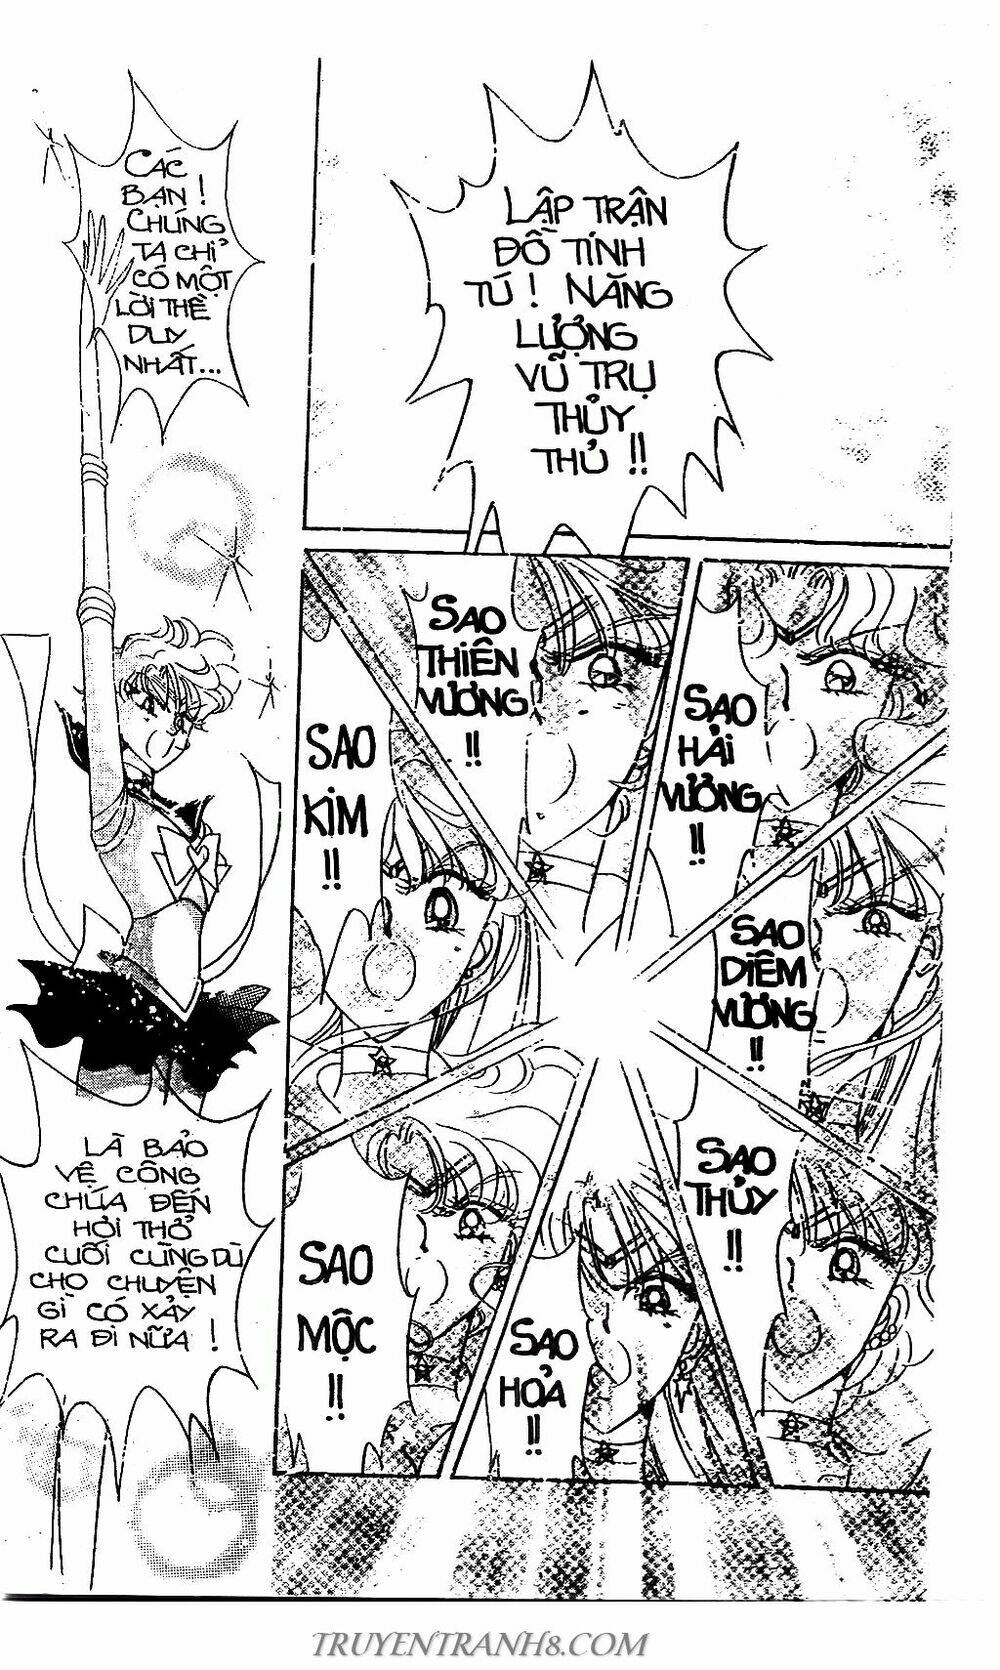 LẬP TRẬN
ĐỒ TÍNH
TÚ! NĂNG
LƯỢNG
VŨ TRỤ
THỦY
THỦ!!
CÁC
BẠN!
CHÚNG
TA CHỈ
CÓ MỘT
LỜI THỀ
DUY
NHẤT...
SAO
THIÊN
VƯƠNG
!!
SAO
HẢI
VƯƠNG
!!
SAO
KIM
!!
SAO
DIÊM
VƯƠNG
!!
SAO
THỦY
!!
SAO
HỎA
!!
SAO
MỘC
!!
LÀ BẢO
VỆ CÔNG
CHÚA ĐẾN
HƠI THỞ
CUỐI CÙNG DÙ
CHO CHUYỆN
GÌ CÓ XẢY
RA ĐI NỮA!
TRUYENTRANH8.COM